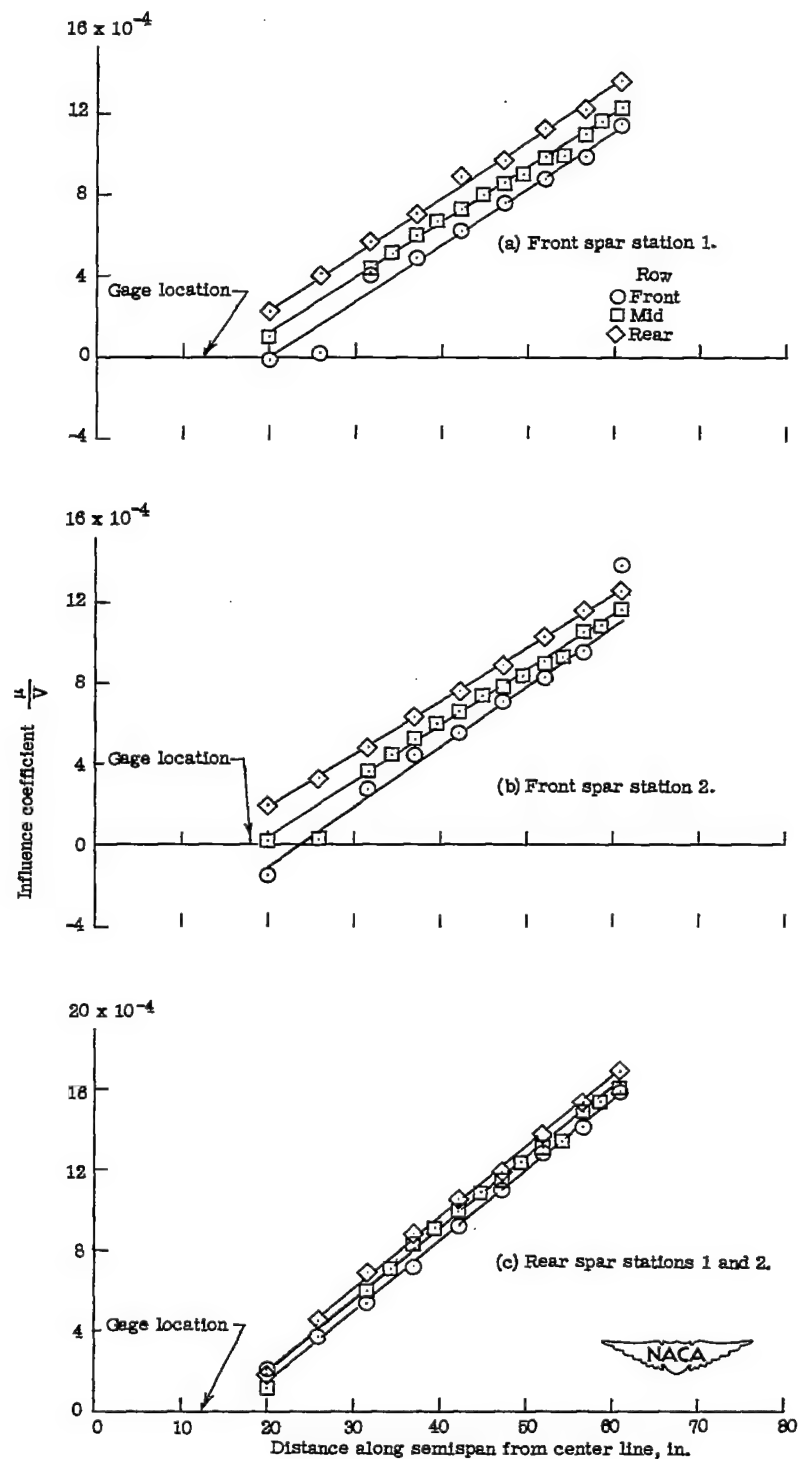 16 x 10-4
12
8
4
0
-4
Gage location
(a) Front spar station 1.
Row
Front
Mid
Rear
16 x 10-4
12
8
4
0
-4
Gage location
(b) Front spar station 2.
Influence coefficient μ/V
20 x 10-4
16
12
8
4
0
Gage location
(c) Rear spar stations 1 and 2.
NACA
0 10 20 30 40 50 60 70 80
Distance along semispan from center line, in.